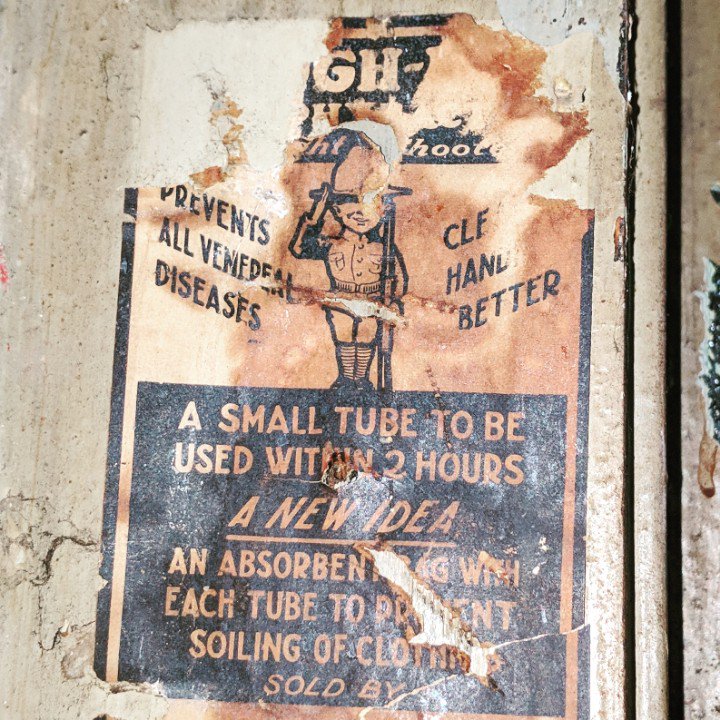 GH-
PREVENTS
ALL VENEREAL
DISEASES
CLE
HAND
BETTER
A SMALL TUBE TO BE
USED WITHIN 2 HOURS
A NEW IDEA
AN ABSORBENT BAG WITH
EACH TUBE TO PREVENT
SOILING OF CLOTHING
SOLD BY